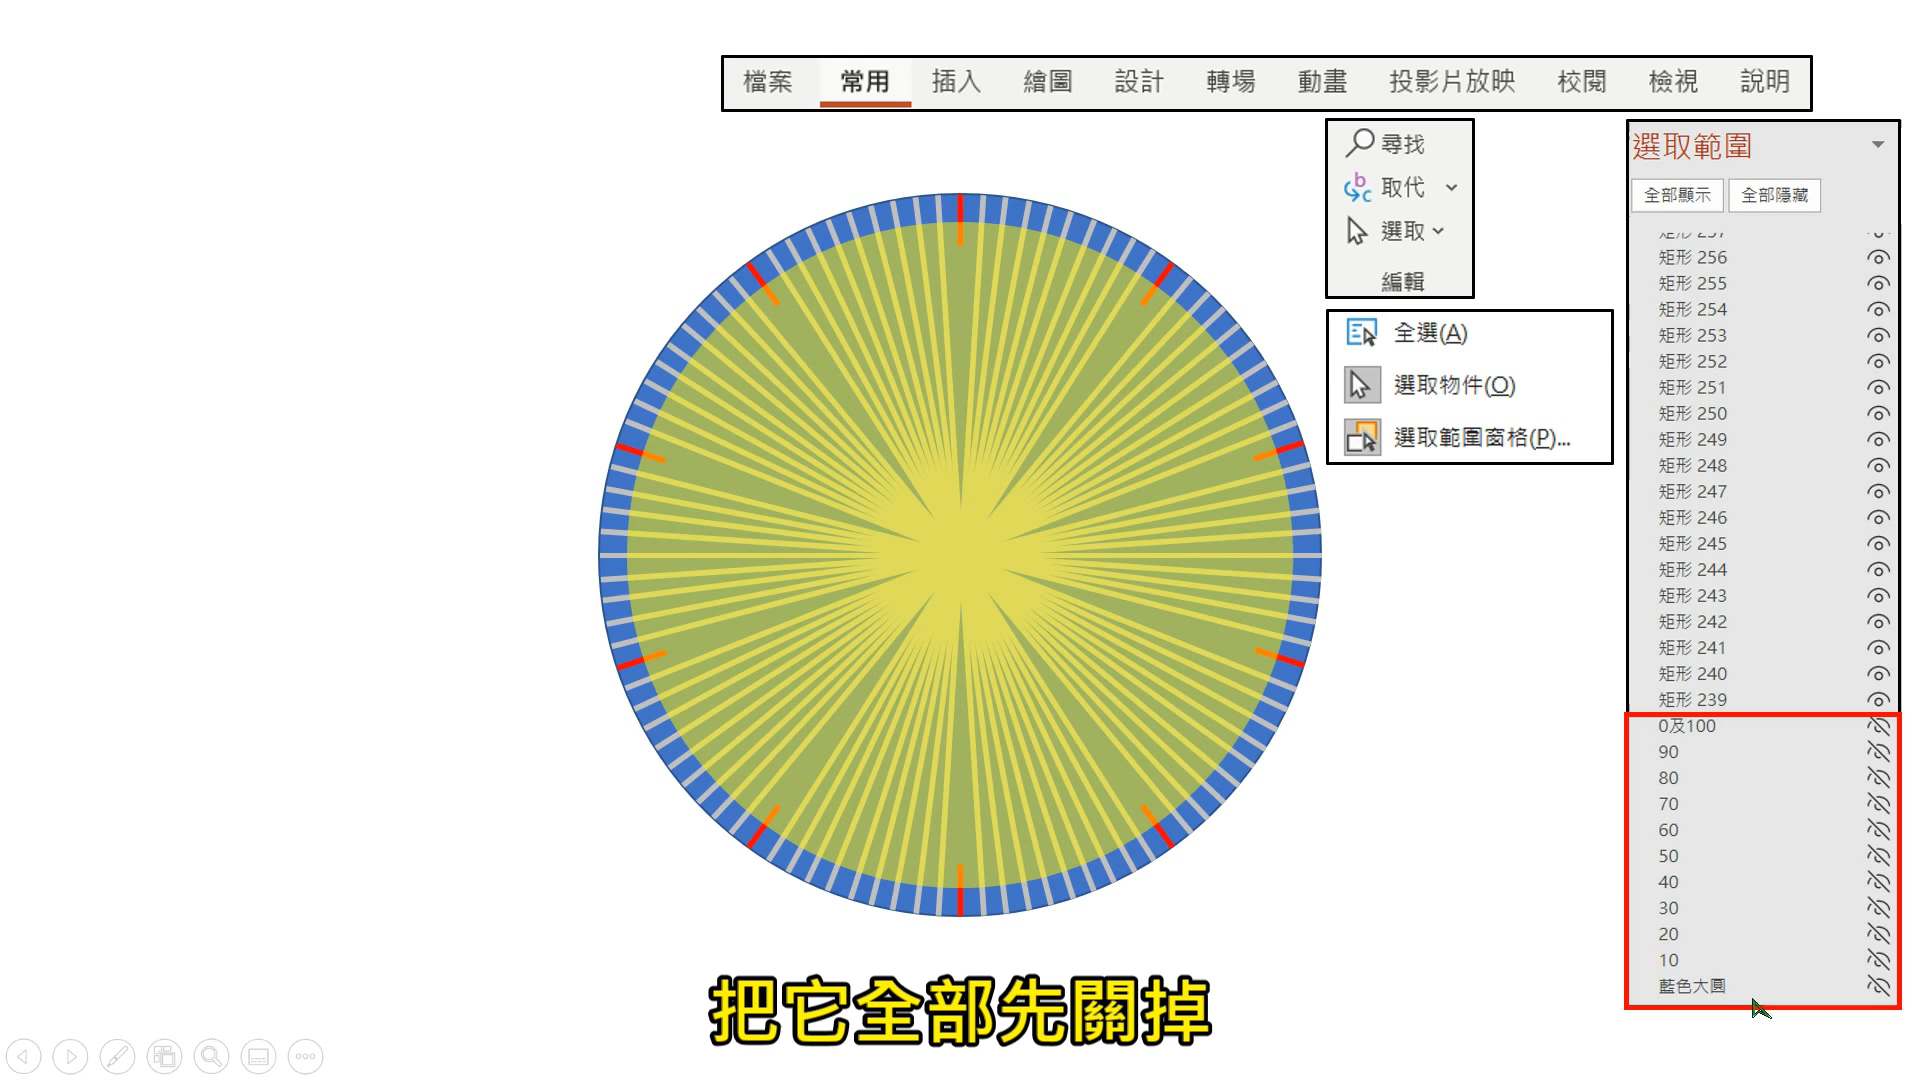 檔案 常用 插入 繪圖 設計 轉場 動畫 投影片放映 校閱 檢視 說明
尋找
取代
選取
編輯
全選(A)
選取物件(O)
選取範圍窗格(P)...
選取範圍
全部顯示 全部隱藏
矩形 257
矩形 256
矩形 255
矩形 254
矩形 253
矩形 252
矩形 251
矩形 250
矩形 249
矩形 248
矩形 247
矩形 246
矩形 245
矩形 244
矩形 243
矩形 242
矩形 241
矩形 240
矩形 239
0及100
90
80
70
60
50
40
30
20
10
藍色大圓
把它全部先關掉